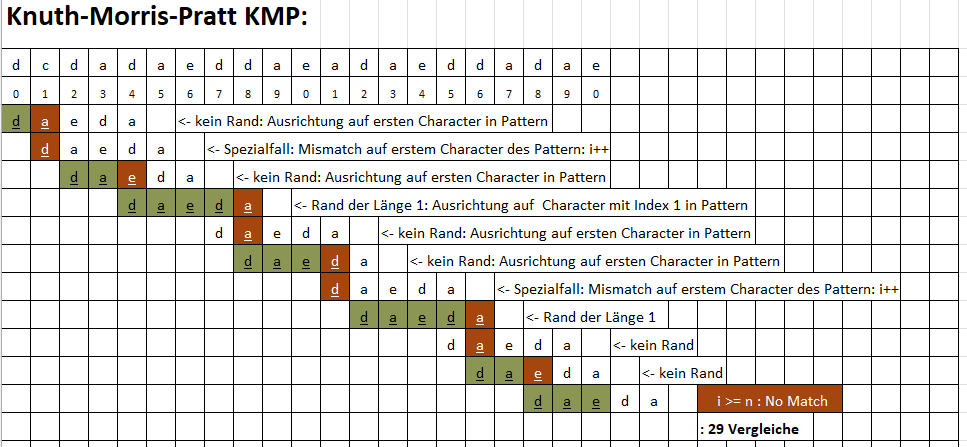 Knuth-Morris-Pratt KMP:
d c d a d a e d d a e a d a e d d a d a e
0 1 2 3 4 5 6 7 8 9 0 1 2 3 4 5 6 7 8 9 0
d a e d a <- kein Rand: Ausrichtung auf ersten Character in Pattern
d a e d a <- Spezialfall: Mismatch auf erstem Character des Pattern: i++
d a e d a <- kein Rand: Ausrichtung auf ersten Character in Pattern
d a e d a <- Rand der Länge 1: Ausrichtung auf Character mit Index 1 in Pattern
d a e d a <- kein Rand: Ausrichtung auf ersten Character in Pattern
d a e d a <- kein Rand: Ausrichtung auf ersten Character in Pattern
d a e d a <- Spezialfall: Mismatch auf erstem Character des Pattern: i++
d a e d a <- Rand der Länge 1
d a e d a <- kein Rand
d a e d a <- kein Rand
d a e d a i >= n : No Match
: 29 Vergleiche